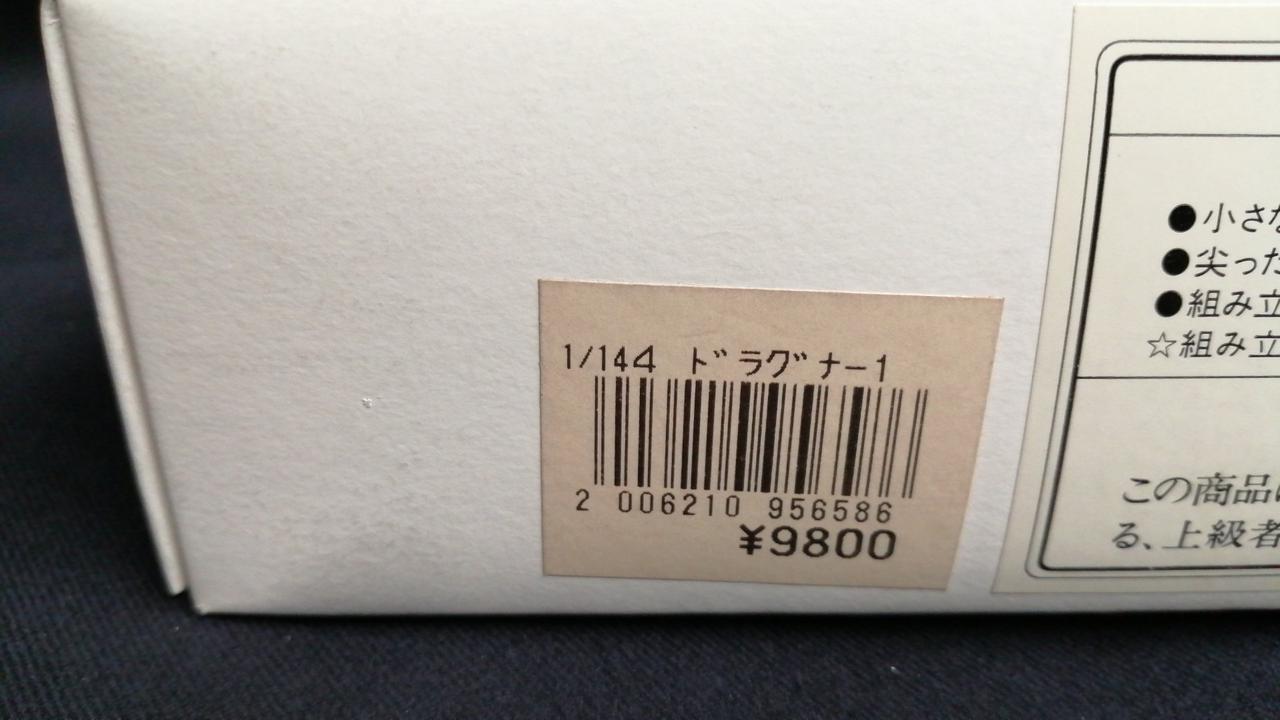 1/144 ﾄﾞﾗｸﾞﾅｰ1
2 006210 956586
¥9800
●小さな
●尖った
●組み立
☆組み立
この商品は
る、上級者